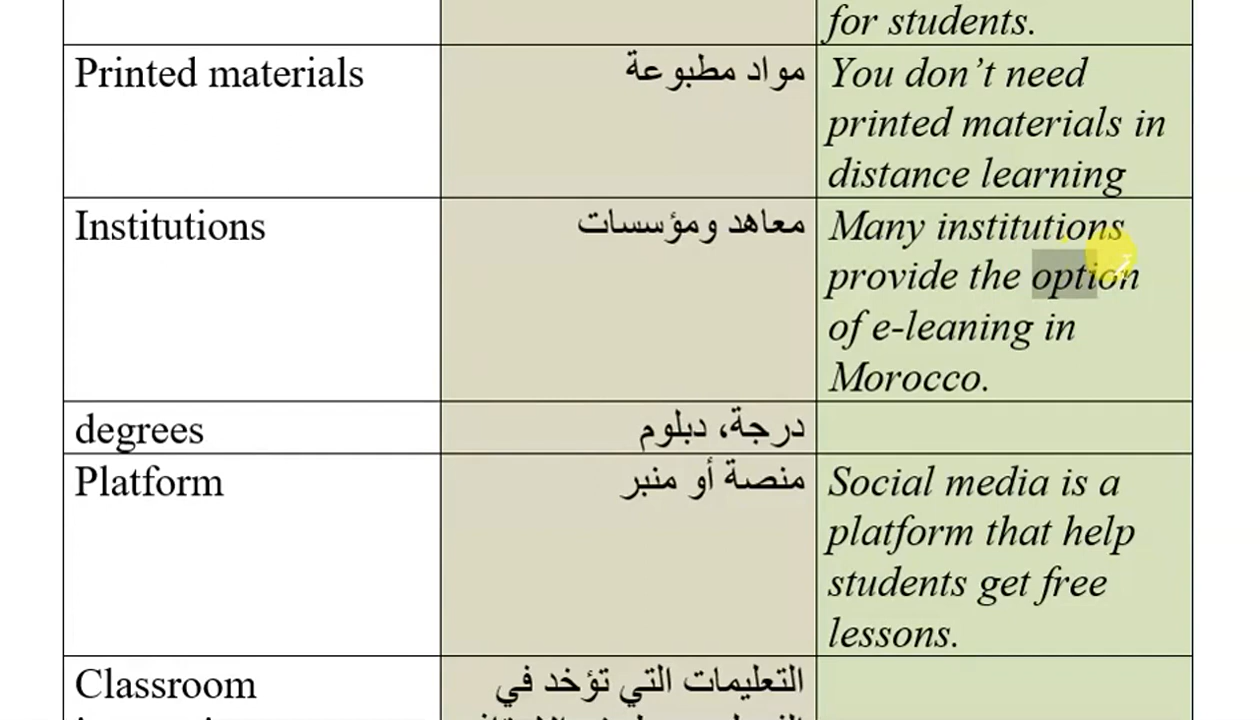 for students.
Printed materials
مواد مطبوعة
You don’t need
printed materials in
distance learning
Institutions
معاهد ومؤسسات
Many institutions
provide the option
of e-leaning in
Morocco.
degrees
درجة، دبلوم
Platform
منصة أو منبر
Social media is a
platform that help
students get free
lessons.
Classroom
التعليمات التي تؤخد في